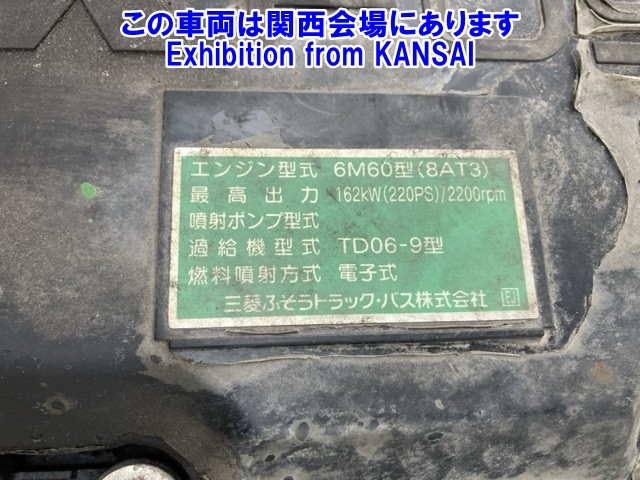 この車両は関西会場にあります
Exhibition from KANSAI
エンジン型式 6M60型(8AT3)
最高出力 162kW(220PS)/2200rpm
噴射ポンプ型式
過給機型式 TD06-9型
燃料噴射方式 電子式
三菱ふそうトラック・バス株式会社 EJ